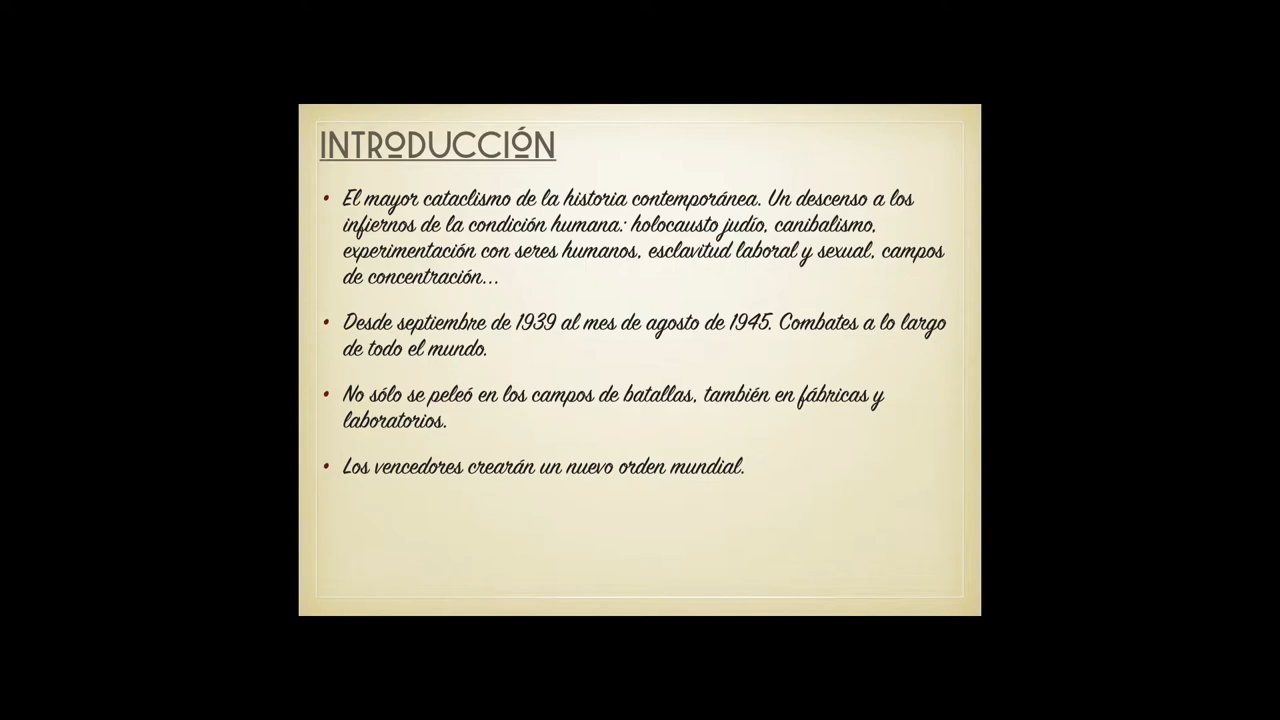 INTRODUCCIÓN
• El mayor cataclismo de la historia contemporánea. Un descenso a los
infiernos de la condición humana: holocausto judío, canibalismo,
experimentación con seres humanos, esclavitud laboral y sexual, campos
de concentración...
• Desde septiembre de 1939 al mes de agosto de 1945. Combates a lo largo
de todo el mundo.
• No sólo se peleó en los campos de batallas, también en fábricas y
laboratorios.
• Los vencedores crearán un nuevo orden mundial.